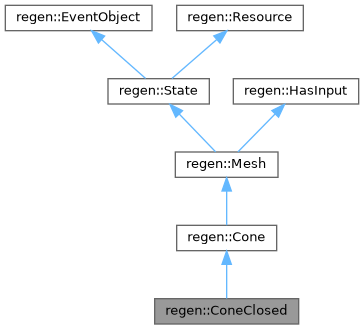 regen::EventObject
regen::Resource
regen::State
regen::HasInput
regen::Mesh
regen::Cone
regen::ConeClosed